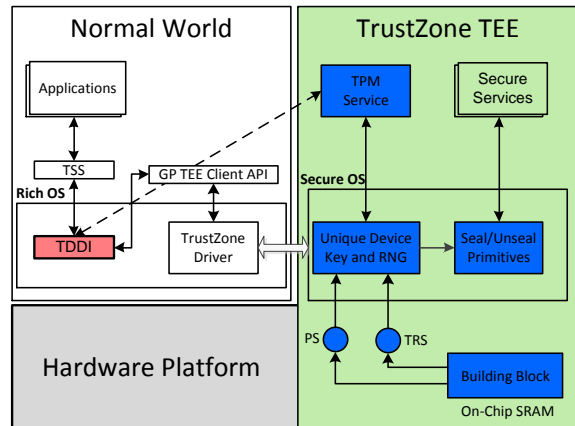 Normal World
TrustZone TEE
Applications
TPM
Service
Secure
Services
TSS
GP TEE Client API
Rich OS
Secure OS
TDDI
TrustZone
Driver
Unique Device
Key and RNG
Seal/Unseal
Primitives
PS
TRS
Hardware Platform
Building Block
On-Chip SRAM